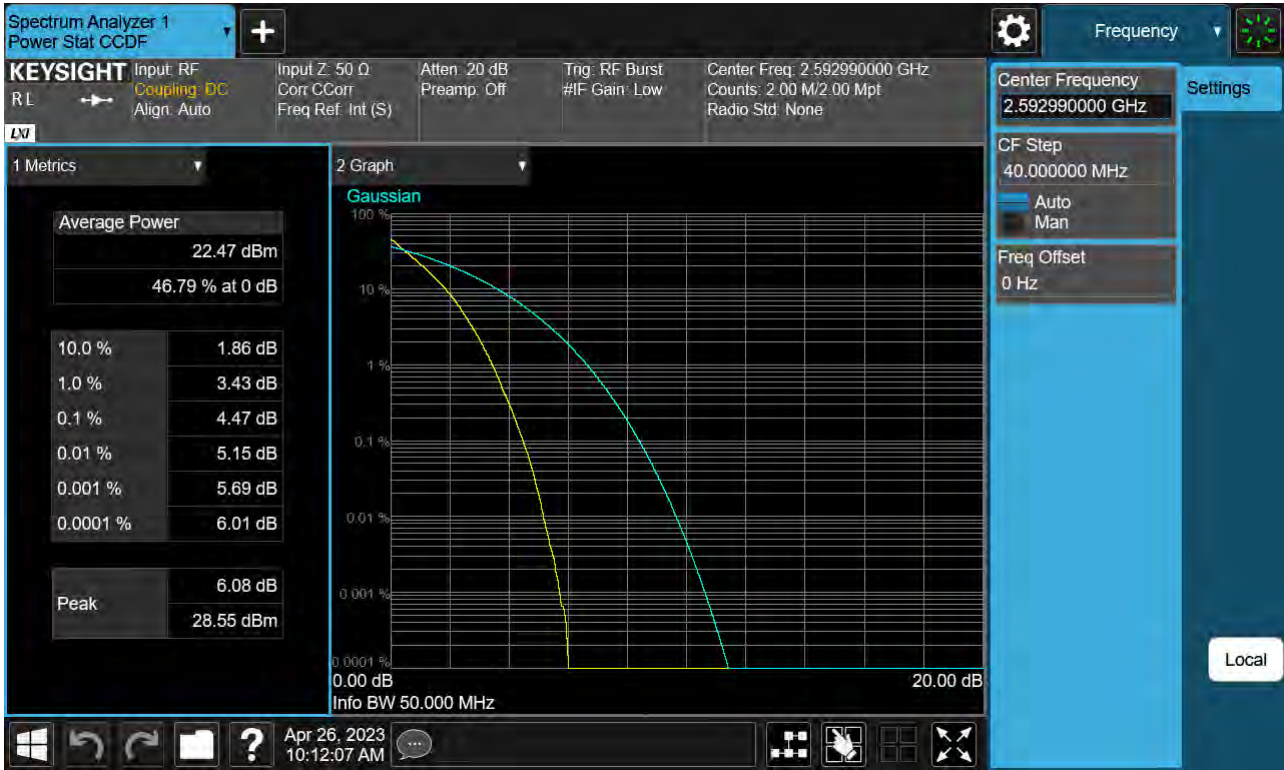 Spectrum Analyzer 1
Power Stat CCDF
+
Frequency
KEYSIGHT
Input: RF
Coupling: DC
Align: Auto
Input Z: 50 Ω
Corr CCorr
Freq Ref: Int (S)
Atten: 20 dB
Preamp: Off
Trig: RF Burst
#IF Gain: Low
Center Freq: 2.592990000 GHz
Counts: 2.00 M/2.00 Mpt
Radio Std: None
R L
LXI
Center Frequency
2.592990000 GHz
Settings
CF Step
40.000000 MHz
Auto
Man
Freq Offset
0 Hz
Local
1 Metrics
Average Power
22.47 dBm
46.79 % at 0 dB
10.0 % 1.86 dB
1.0 % 3.43 dB
0.1 % 4.47 dB
0.01 % 5.15 dB
0.001 % 5.69 dB
0.0001 % 6.01 dB
Peak
6.08 dB
28.55 dBm
2 Graph
Gaussian
100 %
10 %
1 %
0.1 %
0.01 %
0.001 %
0.0001 %
0.00 dB
20.00 dB
Info BW 50.000 MHz
?
Apr 26, 2023
10:12:07 AM